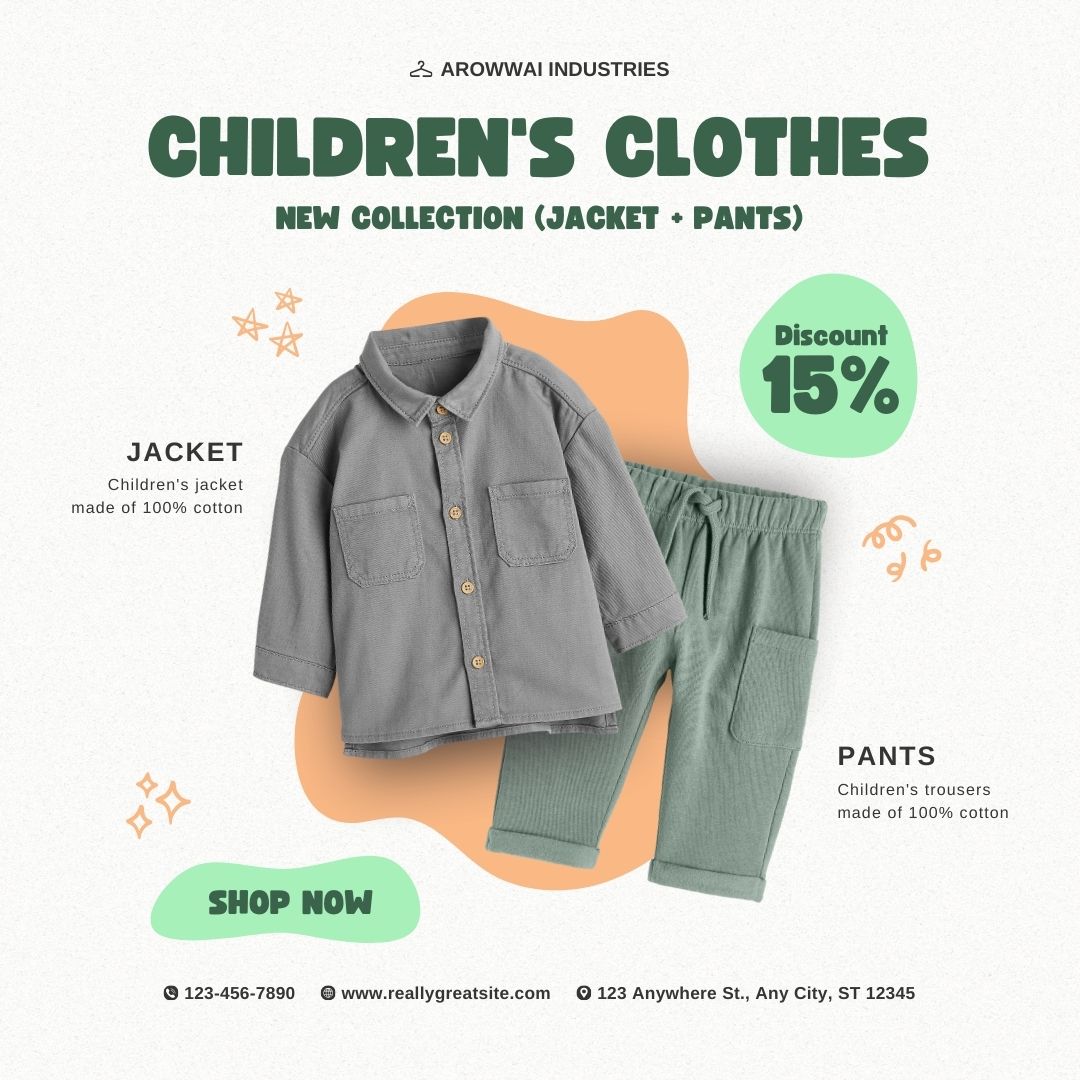 AROWWAI INDUSTRIES
CHILDREN'S CLOTHES
NEW COLLECTION (JACKET + PANTS)
Discount
15%
JACKET
Children's jacket
made of 100% cotton
PANTS
Children's trousers
made of 100% cotton
SHOP NOW
123-456-7890 www.reallygreatsite.com 123 Anywhere St., Any City, ST 12345